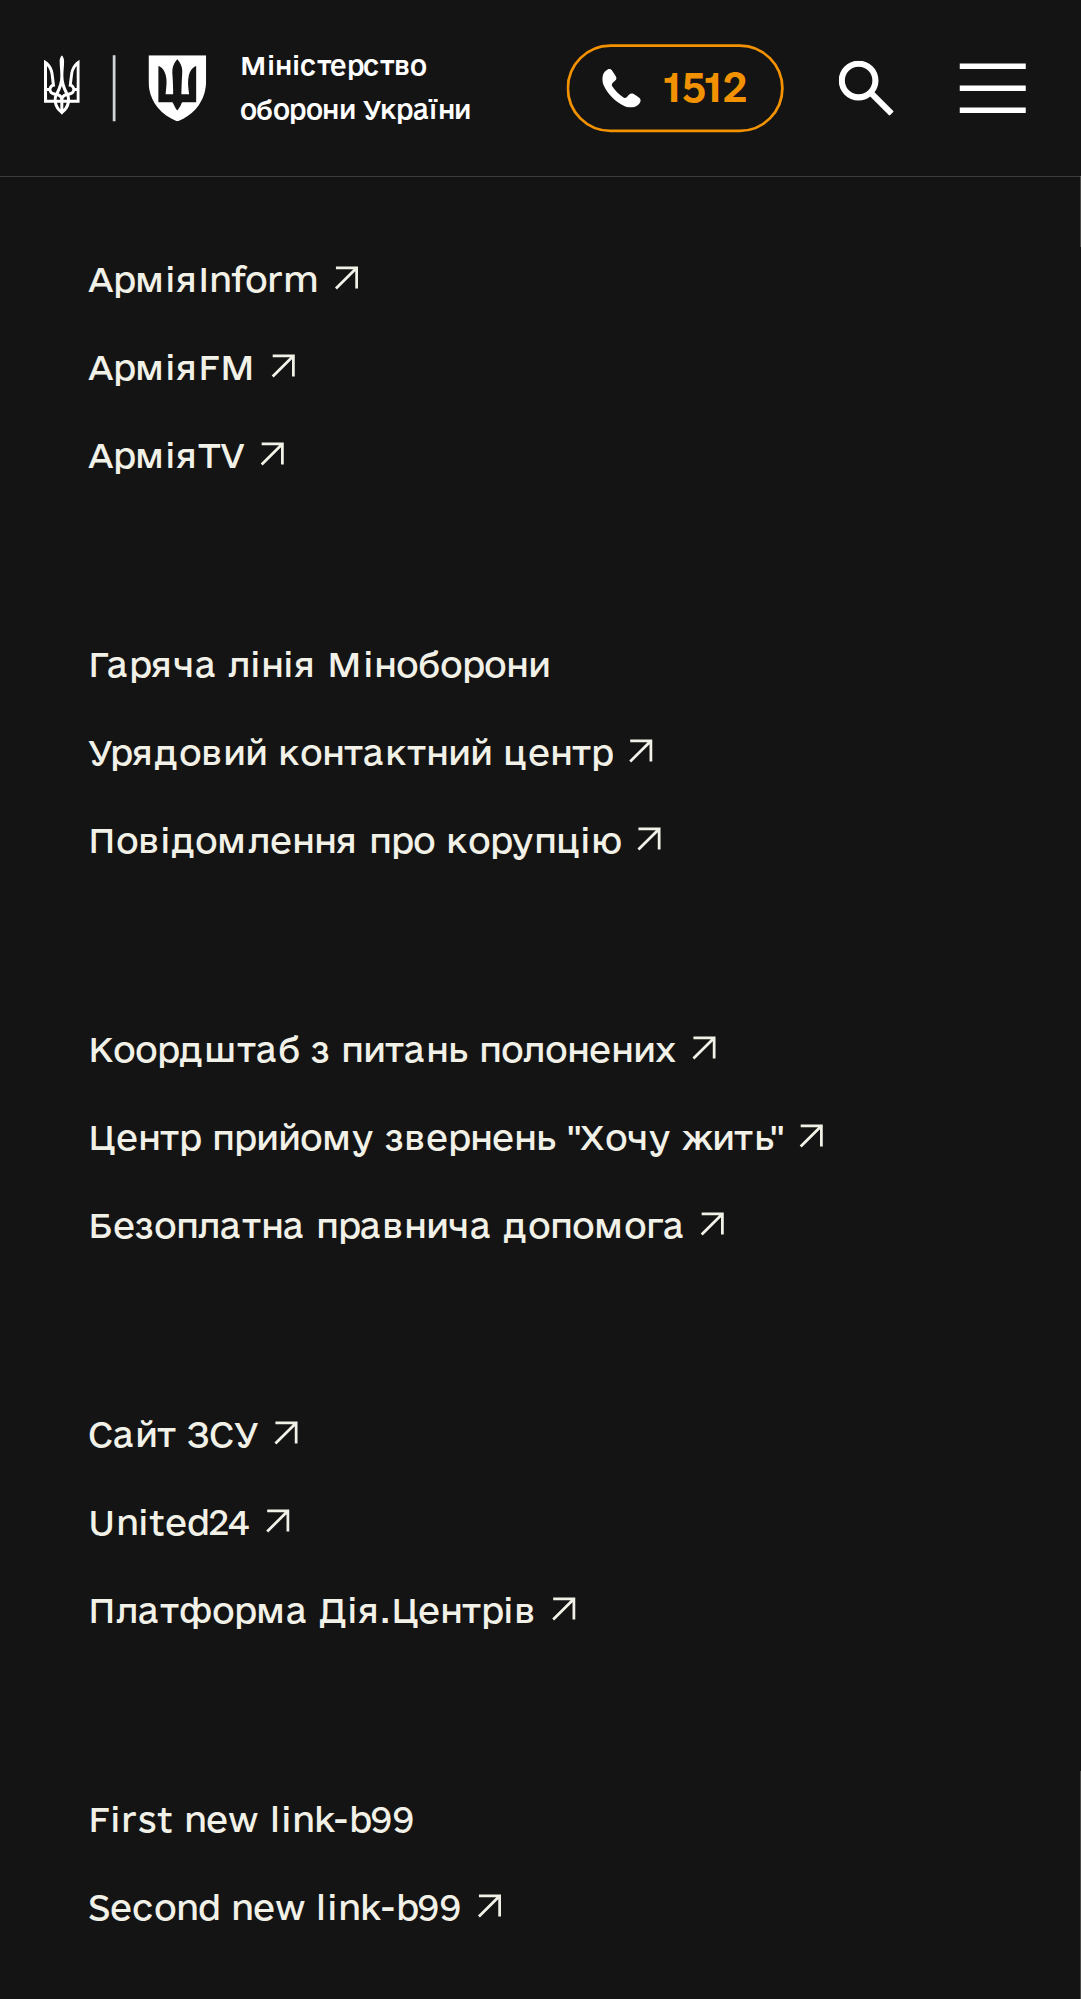 Міністерство
оборони України
1512
АрміяInform
АрміяFM
АрміяTV
Гаряча лінія Міноборони
Урядовий контактний центр
Повідомлення про корупцію
Коордштаб з питань полонених
Центр прийому звернень "Хочу жить"
Безоплатна правнича допомога
Сайт ЗСУ
United24
Платформа Дія.Центрів
First new link-b99
Second new link-b99